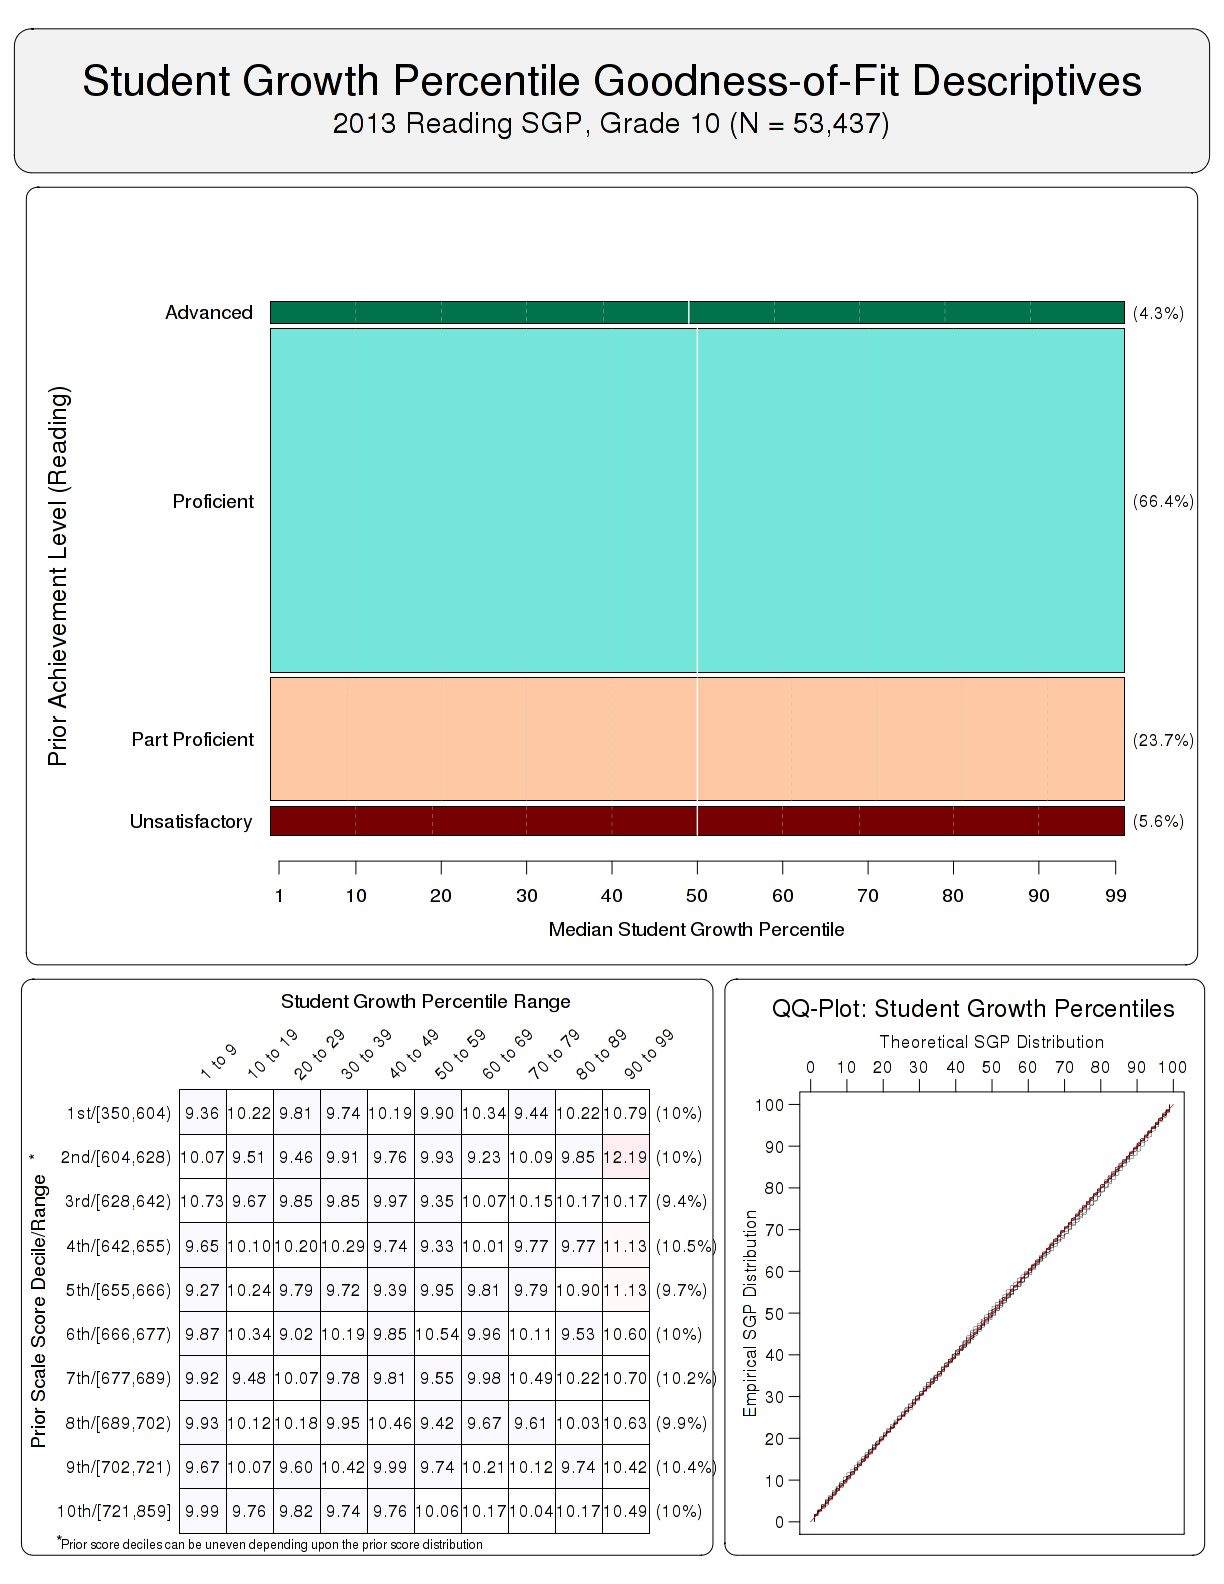 Student Growth Percentile Goodness-of-Fit Descriptives
2013 Reading SGP, Grade 10 (N = 53,437)
Prior Achievement Level (Reading)
Advanced (4.3%)
Proficient (66.4%)
Part Proficient (23.7%)
Unsatisfactory (5.6%)
1 10 20 30 40 50 60 70 80 90 99
Median Student Growth Percentile
Student Growth Percentile Range
1 to 9 10 to 19 20 to 29 30 to 39 40 to 49 50 to 59 60 to 69 70 to 79 80 to 89 90 to 99
Prior Scale Score Decile/Range *
1st/[350,604) 9.36 10.22 9.81 9.74 10.19 9.90 10.34 9.44 10.22 10.79 (10%)
2nd/[604,628) 10.07 9.51 9.46 9.91 9.76 9.93 9.23 10.09 9.85 12.19 (10%)
3rd/[628,642) 10.73 9.67 9.85 9.85 9.97 9.35 10.07 10.15 10.17 10.17 (9.4%)
4th/[642,655) 9.65 10.10 10.20 10.29 9.74 9.33 10.01 9.77 9.77 11.13 (10.5%)
5th/[655,666) 9.27 10.24 9.79 9.72 9.39 9.95 9.81 9.79 10.90 11.13 (9.7%)
6th/[666,677) 9.87 10.34 9.02 10.19 9.85 10.54 9.96 10.11 9.53 10.60 (10%)
7th/[677,689) 9.92 9.48 10.07 9.78 9.81 9.55 9.98 10.49 10.22 10.70 (10.2%)
8th/[689,702) 9.93 10.12 10.18 9.95 10.46 9.42 9.67 9.61 10.03 10.63 (9.9%)
9th/[702,721) 9.67 10.07 9.60 10.42 9.99 9.74 10.21 10.12 9.74 10.42 (10.4%)
10th/[721,859] 9.99 9.76 9.82 9.74 9.76 10.06 10.17 10.04 10.17 10.49 (10%)
*Prior score deciles can be uneven depending upon the prior score distribution
QQ-Plot: Student Growth Percentiles
Theoretical SGP Distribution
0 10 20 30 40 50 60 70 80 90 100
Empirical SGP Distribution
100
90
80
70
60
50
40
30
20
10
0